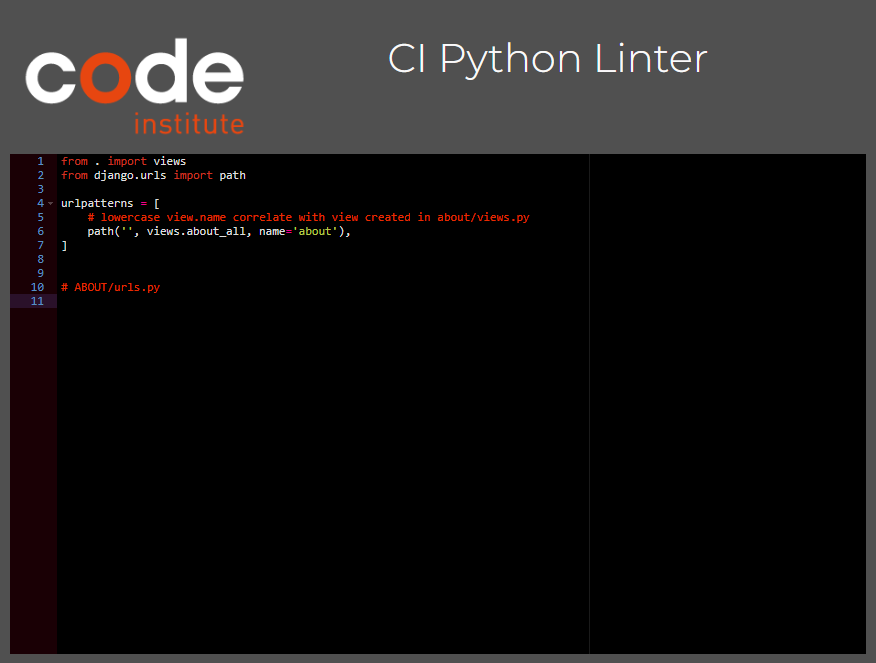 code
institute
CI Python Linter
1 from . import views
2 from django.urls import path
3
4 urlpatterns = [
5     # lowercase view.name correlate with view created in about/views.py
6     path('', views.about_all, name='about'),
7 ]
8
9
10 # ABOUT/urls.py
11